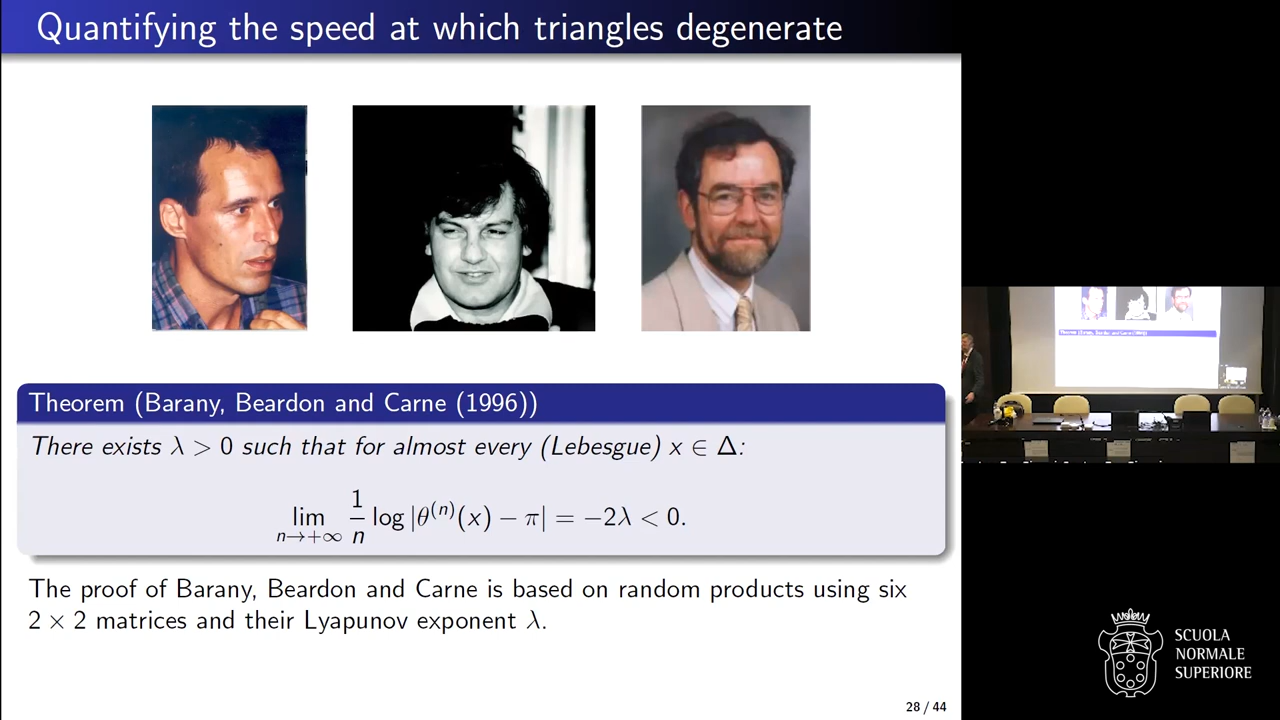 Quantifying the speed at which triangles degenerate
Theorem (Barany, Beardon and Carne (1996))
There exists λ > 0 such that for almost every (Lebesgue) x ∈ Δ:
lim_{n→+∞} 1/n log |θ^{(n)}(x) − π| = −2λ < 0.
The proof of Barany, Beardon and Carne is based on random products using six
2 × 2 matrices and their Lyapunov exponent λ.
28 / 44
SCUOLA
NORMALE
SUPERIORE